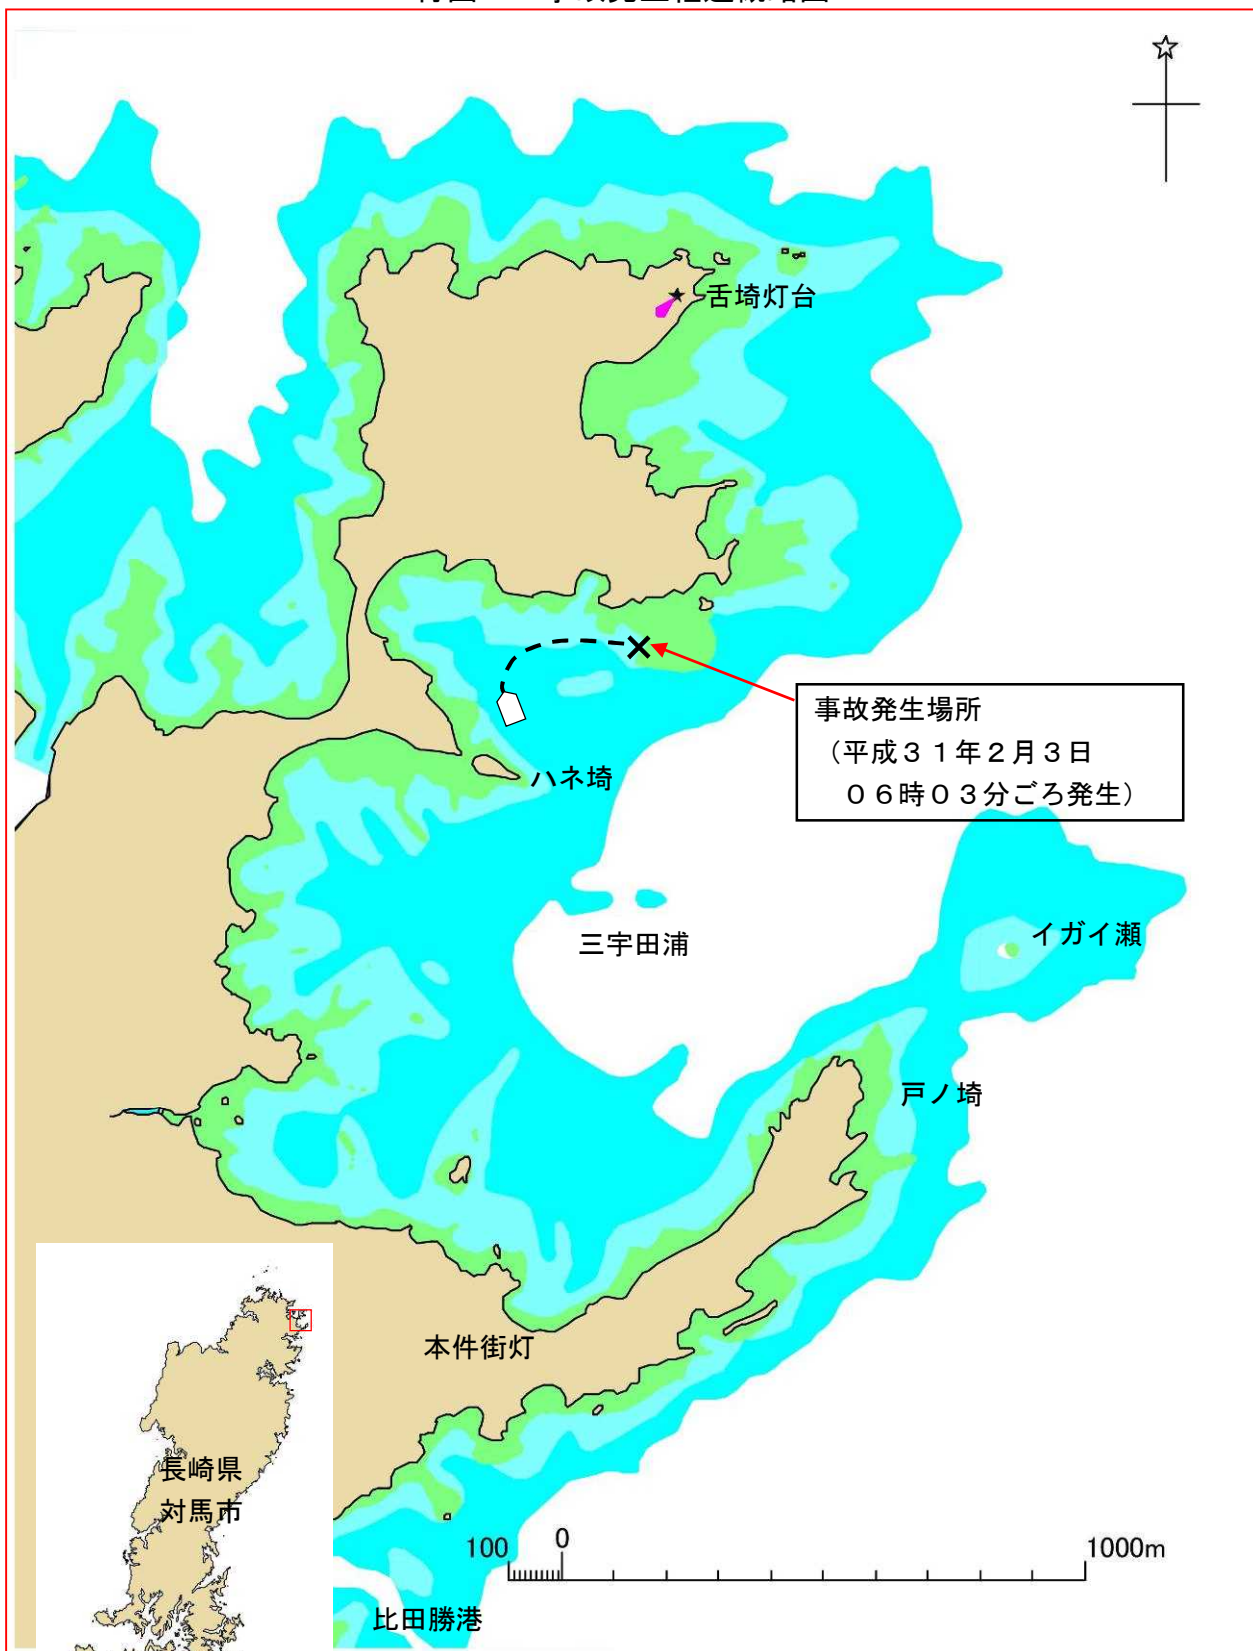 舌埼灯台
事故発生場所
（平成３１年２月３日
０６時０３分ごろ発生）
ハネ埼
三宇田浦
イガイ瀬
戸ノ埼
本件街灯
長崎県
対馬市
100 0 1000m
比田勝港